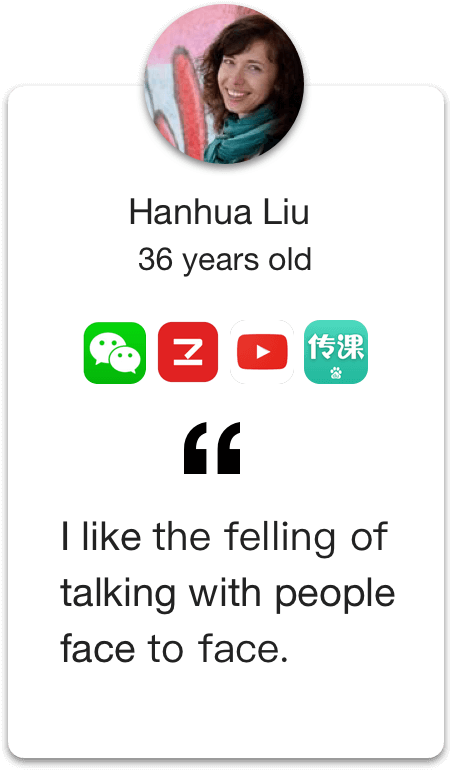 Hanhua Liu
36 years old
传课
I like the felling of
talking with people
face to face.